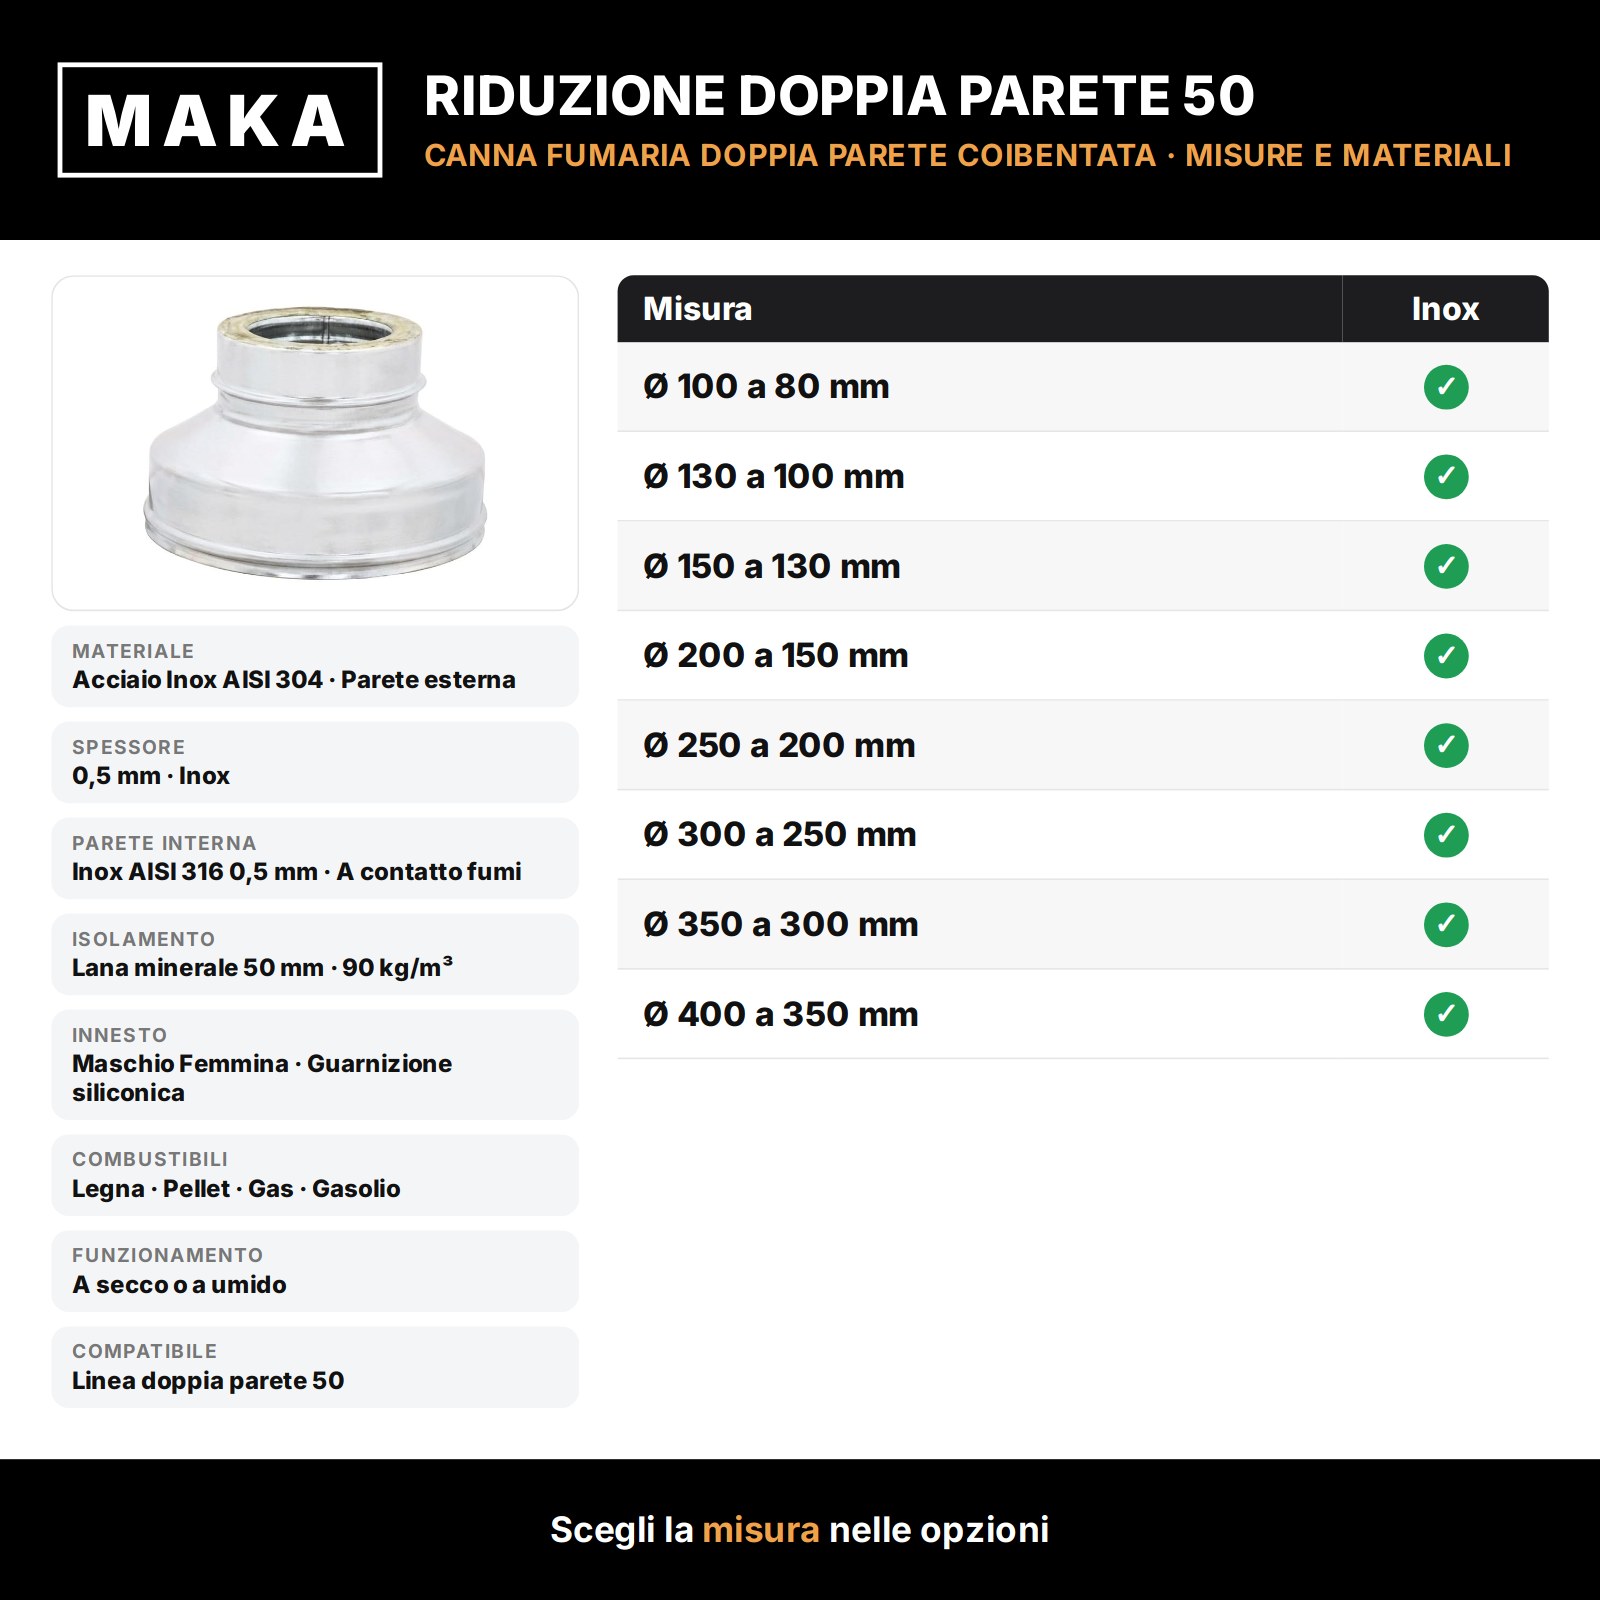 MAKA
RIDUZIONE DOPPIA PARETE 50
CANNA FUMARIA DOPPIA PARETE COIBENTATA · MISURE E MATERIALI
MATERIALE
Acciaio Inox AISI 304 · Parete esterna
SPESSORE
0,5 mm · Inox
PARETE INTERNA
Inox AISI 316 0,5 mm · A contatto fumi
ISOLAMENTO
Lana minerale 50 mm · 90 kg/m³
INNESTO
Maschio Femmina · Guarnizione
siliconica
COMBUSTIBILI
Legna · Pellet · Gas · Gasolio
FUNZIONAMENTO
A secco o a umido
COMPATIBILE
Linea doppia parete 50
Misura Inox
Ø 100 a 80 mm ✓
Ø 130 a 100 mm ✓
Ø 150 a 130 mm ✓
Ø 200 a 150 mm ✓
Ø 250 a 200 mm ✓
Ø 300 a 250 mm ✓
Ø 350 a 300 mm ✓
Ø 400 a 350 mm ✓
Scegli la misura nelle opzioni